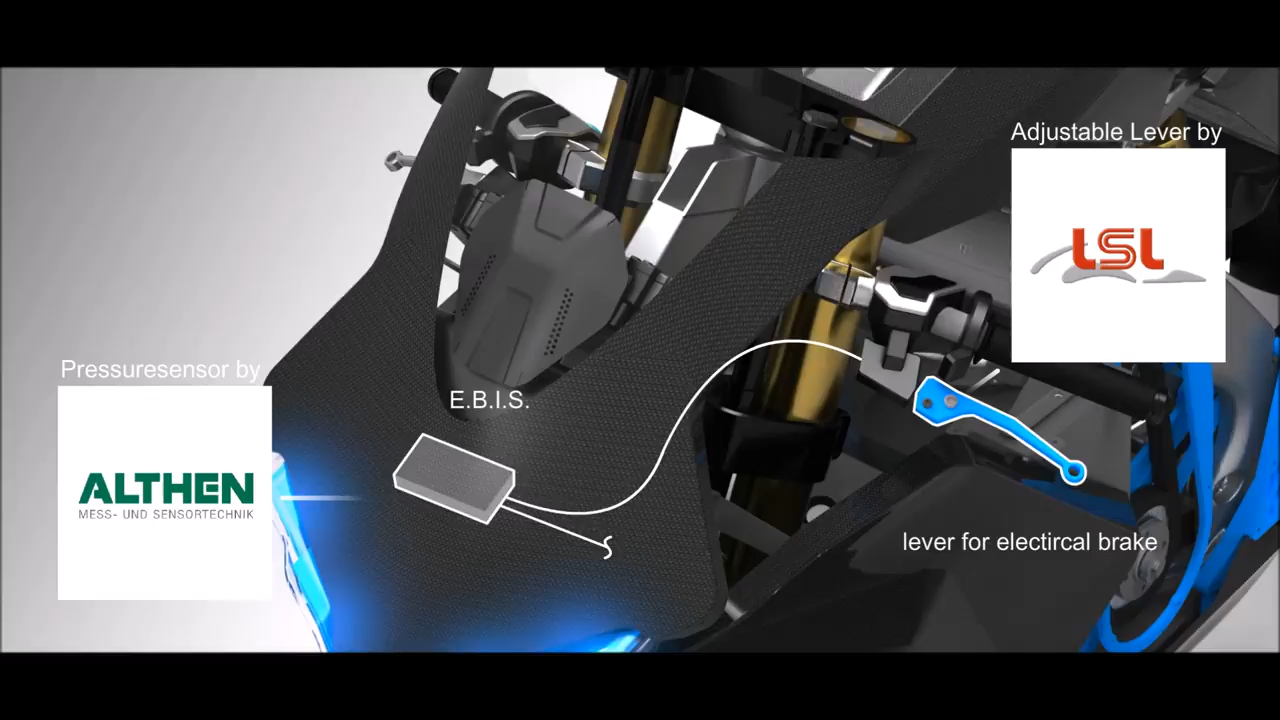 Adjustable Lever by
LSL
Pressuresensor by
ALTHEN
MESS- UND SENSORTECHNIK
E.B.I.S.
lever for electircal brake